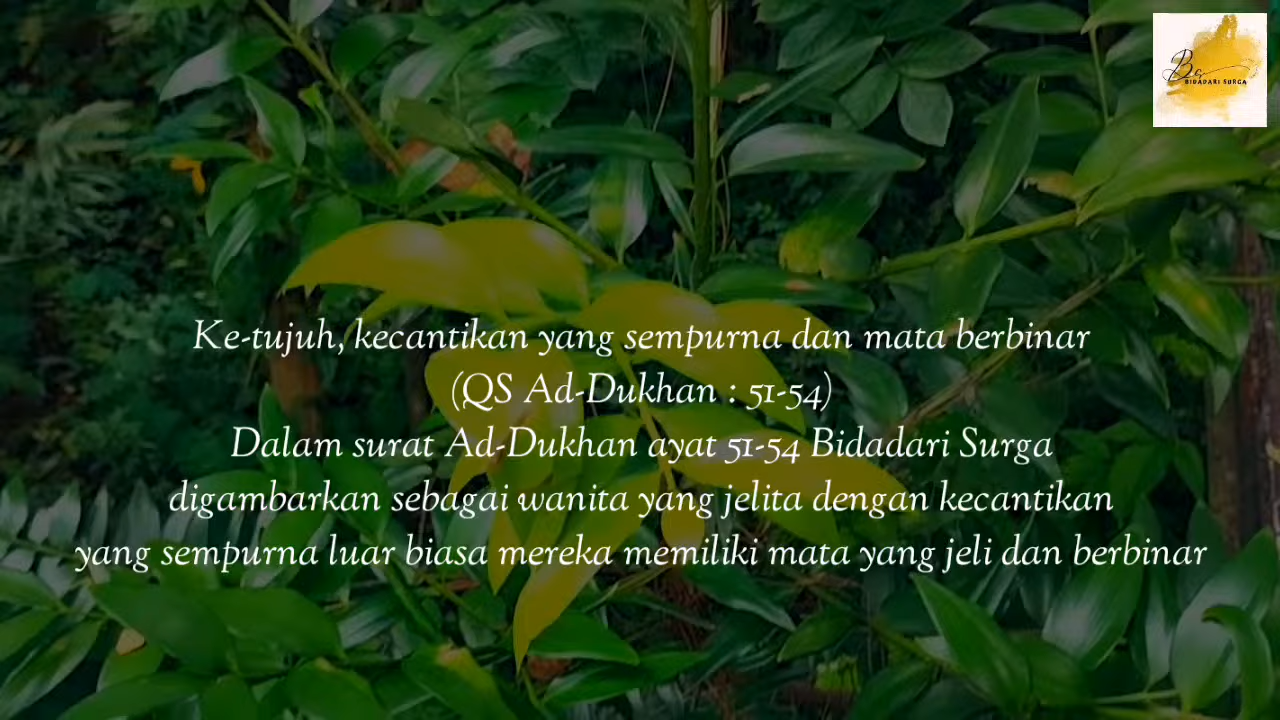 Bs
BIDADARI SURGA
Ke-tujuh, kecantikan yang sempurna dan mata berbinar
(QS Ad-Dukhan : 51-54)
Dalam surat Ad-Dukhan ayat 51-54 Bidadari Surga
digambarkan sebagai wanita yang jelita dengan kecantikan
yang sempurna luar biasa mereka memiliki mata yang jeli dan berbinar